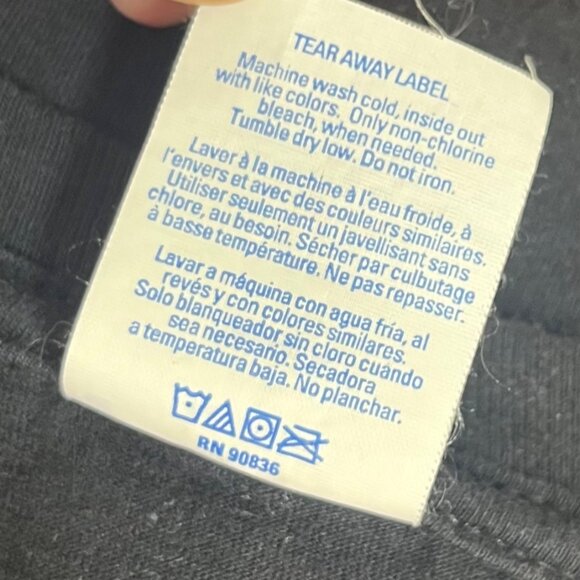 TEAR AWAY LABEL
Machine wash cold, inside out
with like colors. Only non-chlorine
bleach, when needed.
Tumble dry low. Do not iron.
Laver à la machine à l'eau froide, à
l'envers et avec des couleurs similaires.
Utiliser seulement un javellisant sans
chlore, au besoin. Sécher par culbutage
à basse température. Ne pas repasser.
Lavar a máquina con agua fría, al
revés y con colores similares.
Solo blanqueador sin cloro cuando
sea necesario. Secadora
a temperatura baja. No planchar.
RN 90836